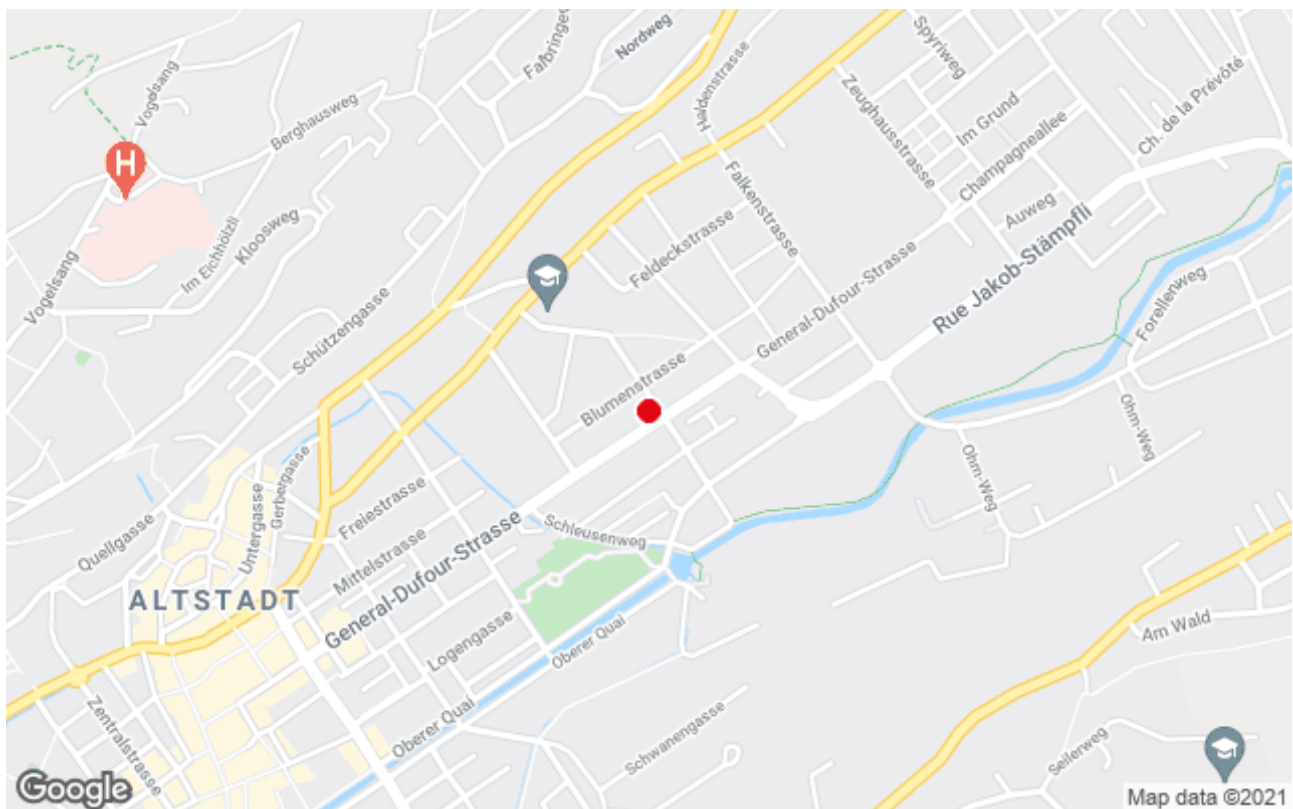 Spyriweg
Falbringen
Nordweg
Vogelsang
Berghausweg
Haldenstrasse
Zeughausstrasse
Im Grund
Ch. de la Prévôté
H
Champagneallee
Falkenstrasse
Kloosweg
Im Eichhölzli
Feldeckstrasse
Auweg
Vogelsang
Rue Jakob-Stämpfli
General-Dufour-Strasse
Forellenweg
Schützengasse
Blumenstrasse
Ohm-Weg
Ohm-Weg
Gerbergasse
Untergasse
Freiestrasse
Quellgasse
Mittelstrasse
Schleusenweg
General-Dufour-Strasse
ALTSTADT
Am Wald
Logengasse
Oberer Quai
Oberer Quai
Zentralstrasse
Schwanengasse
Seilerweg
Google
Map data ©2021